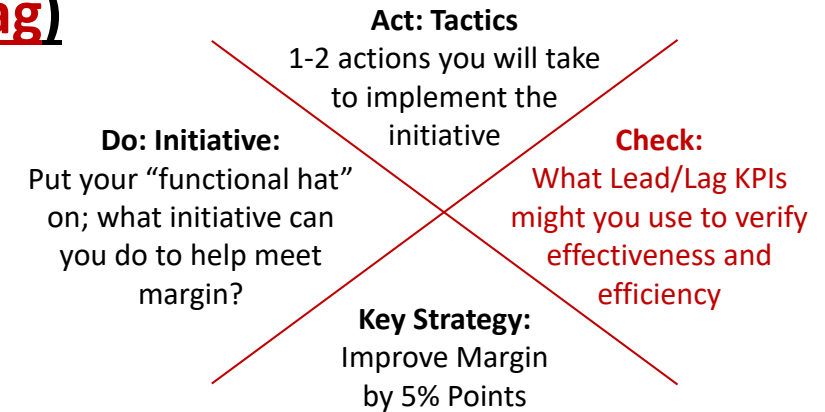 ag)
Act: Tactics
1-2 actions you will take
to implement the
initiative
Do: Initiative:
Put your “functional hat”
on; what initiative can
you do to help meet
margin?
Check:
What Lead/Lag KPIs
might you use to verify
effectiveness and
efficiency
Key Strategy:
Improve Margin
by 5% Points